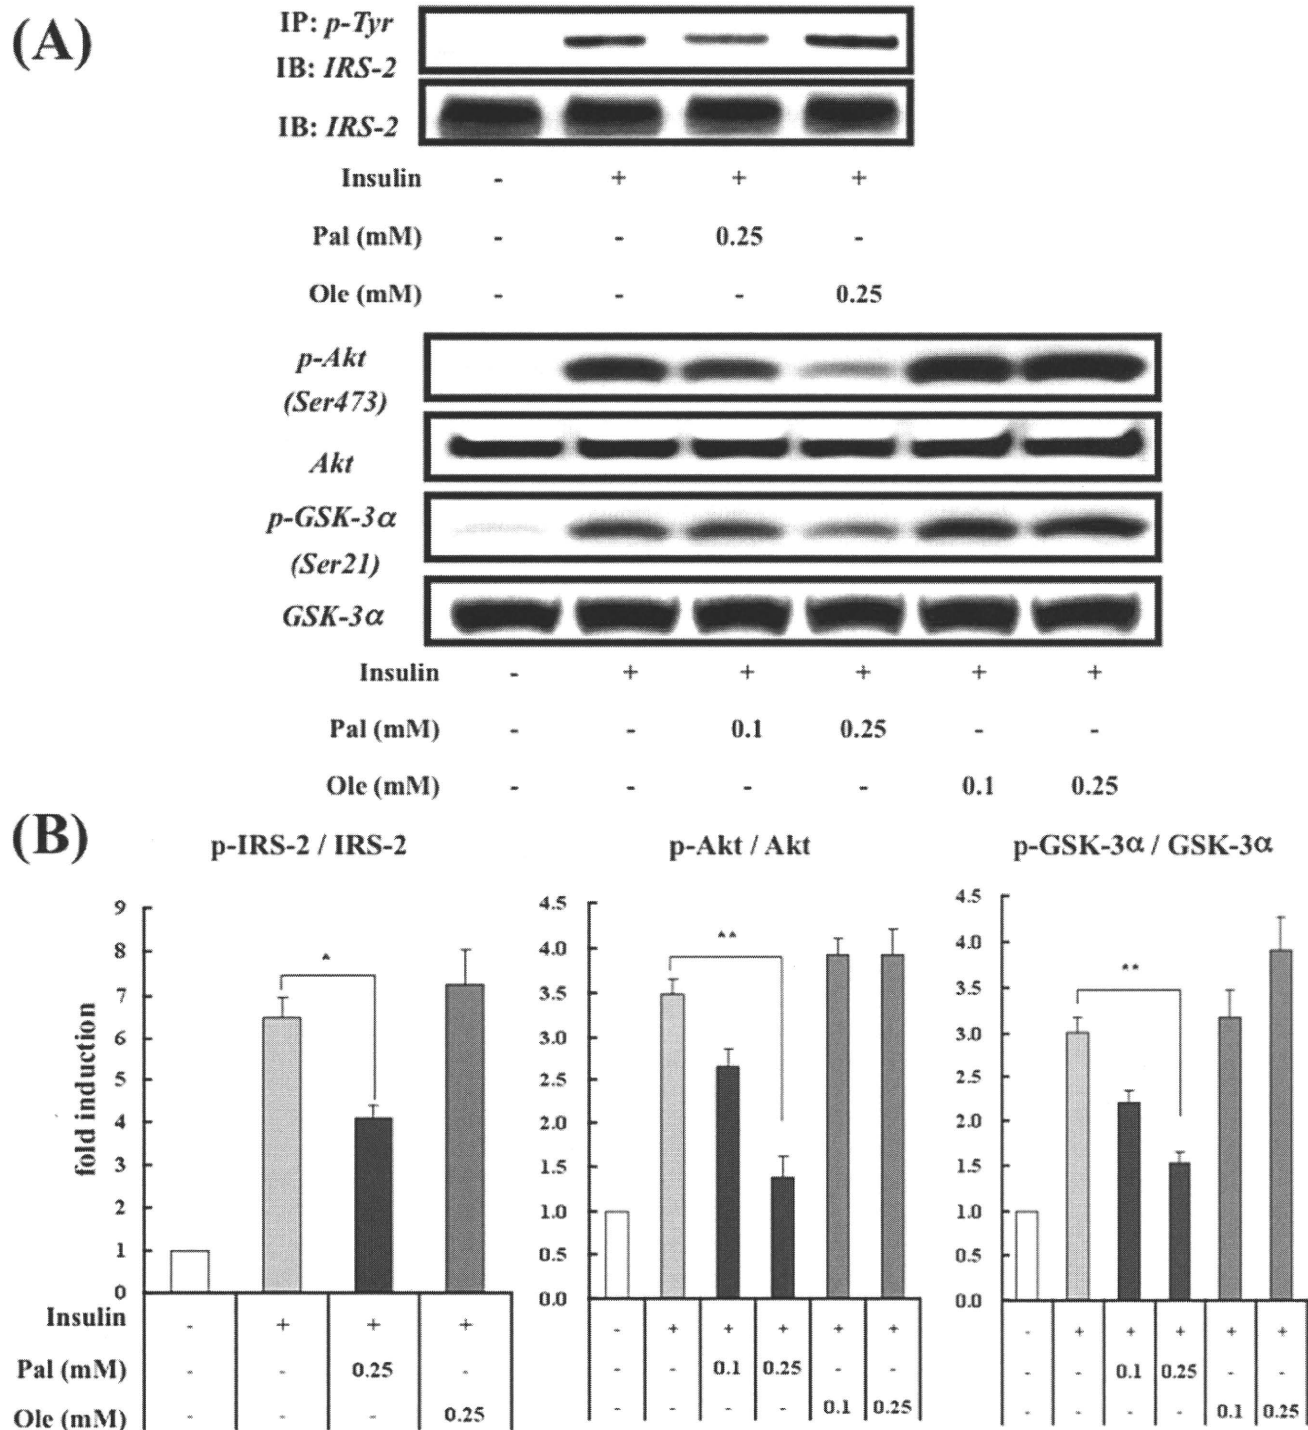 (A)
IP: p-Tyr
IB: IRS-2
IB: IRS-2
Insulin - + + +
Pal (mM) - - 0.25 -
Ole (mM) - - - 0.25
p-Akt
(Ser473)
Akt
p-GSK-3α
(Ser21)
GSK-3α
Insulin - + + + + +
Pal (mM) - - 0.1 0.25 - -
Ole (mM) - - - - 0.1 0.25
(B)
p-IRS-2 / IRS-2
fold induction
9
8
7
6
5
4
3
2
1
0
*
Insulin - + + +
Pal (mM) - - 0.25 -
Ole (mM) - - - 0.25
p-Akt / Akt
4.5
4.0
3.5
3.0
2.5
2.0
1.5
1.0
0.5
0.0
**
- + + + + +
- - 0.1 0.25 - -
- - - - 0.1 0.25
p-GSK-3α / GSK-3α
4.5
4.0
3.5
3.0
2.5
2.0
1.5
1.0
0.5
0.0
**
- + + + + +
- - 0.1 0.25 - -
- - - - 0.1 0.25